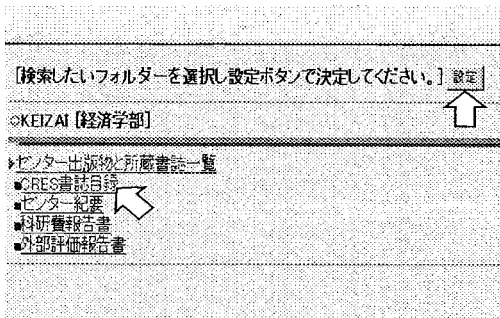 [検索したいフォルダーを選択し設定ボタンで決定してください。] 設定
○KEIZAI [経済学部]
センター出版物と所蔵書誌一覧
■CRES書誌目録
■センター紀要
■科研費報告書
■外部評価報告書